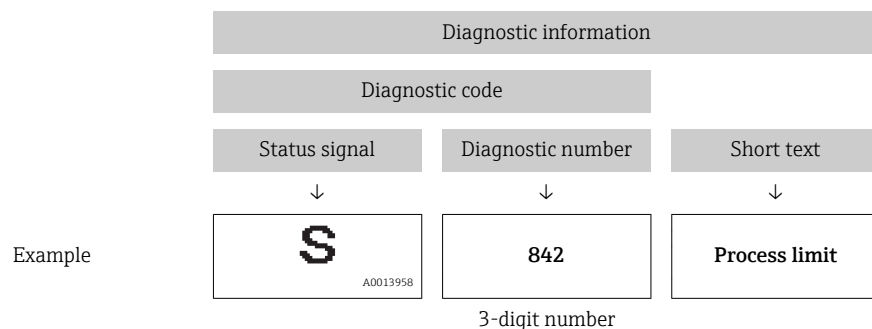 Diagnostic information
Diagnostic code
Status signal Diagnostic number Short text
↓ ↓ ↓
Example S 842 Process limit
A0013958
3-digit number